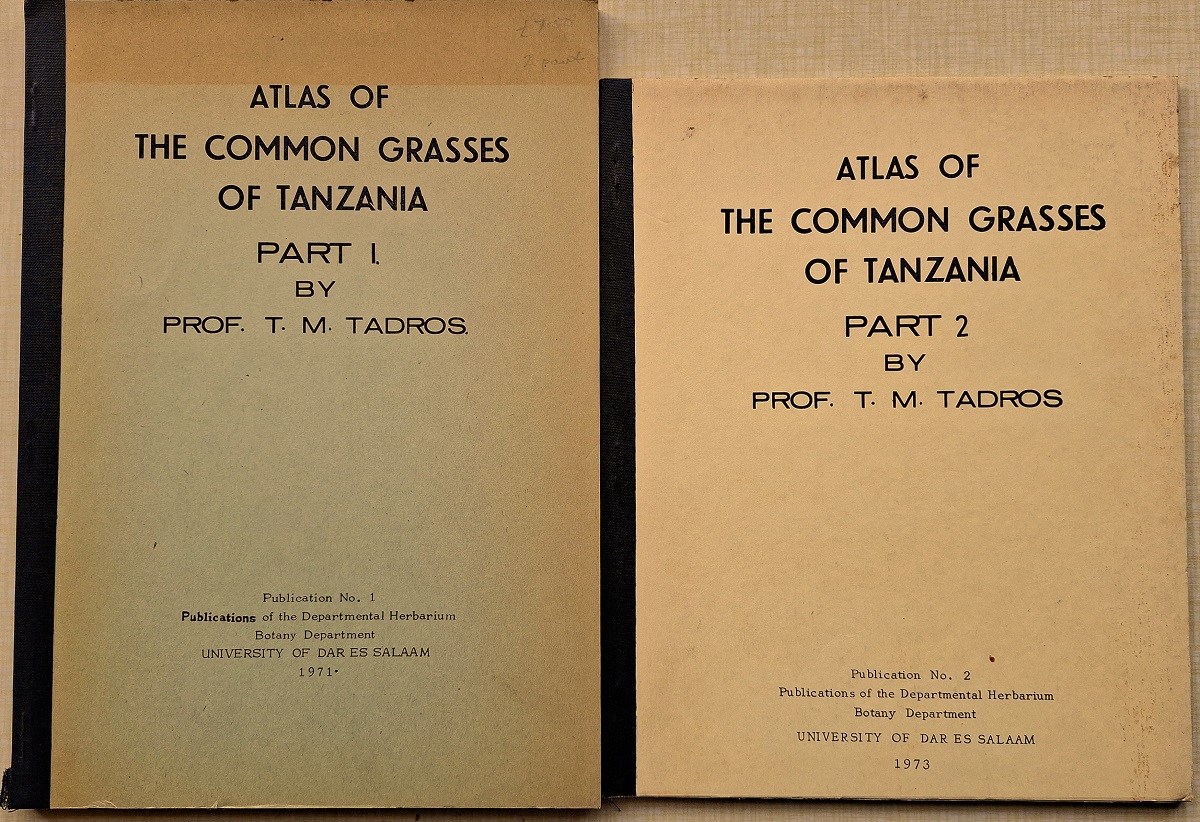 ATLAS OF
THE COMMON GRASSES
OF TANZANIA
PART 1.
BY
PROF. T. M. TADROS.
Publication No. 1
Publications of the Departmental Herbarium
Botany Department
UNIVERSITY OF DAR ES SALAAM
1971.
ATLAS OF
THE COMMON GRASSES
OF TANZANIA
PART 2
BY
PROF. T. M. TADROS
Publication No. 2
Publications of the Departmental Herbarium
Botany Department
UNIVERSITY OF DAR ES SALAAM
1973